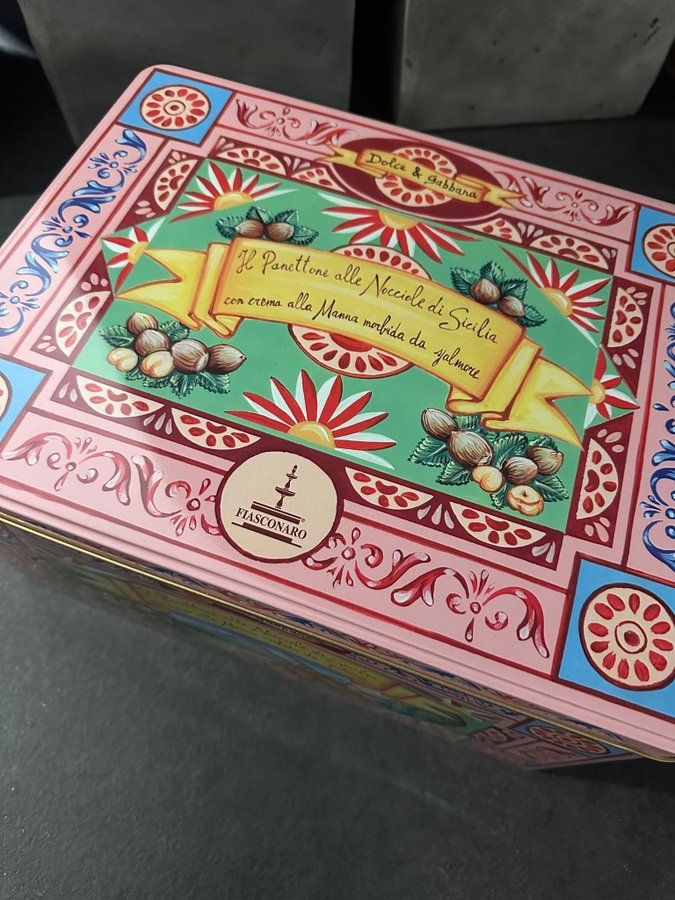 Dolce & Gabbana
Il Panettone alle Nocciole di Sicilia
con crema alla Manna morbida da spalmare
FIASCONARO